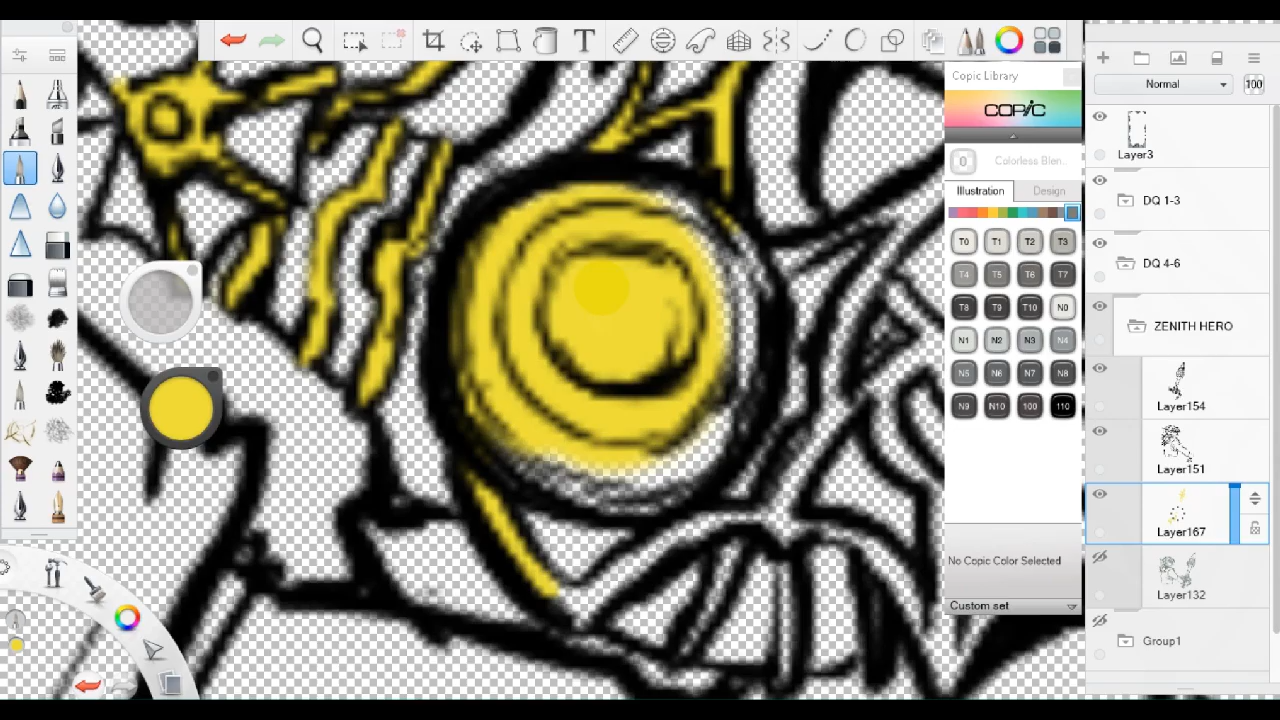 Copic Library
COPIC
0 Colorless Blen..
Illustration Design
T0 T1 T2 T3
T4 T5 T6 T7
T8 T9 T10 N0
N1 N2 N3 N4
N5 N6 N7 N8
N9 N10 100 110
No Copic Color Selected
Custom set
Normal 100
Layer3
DQ 1-3
DQ 4-6
ZENITH HERO
Layer154
Layer151
Layer167
Layer132
Group1